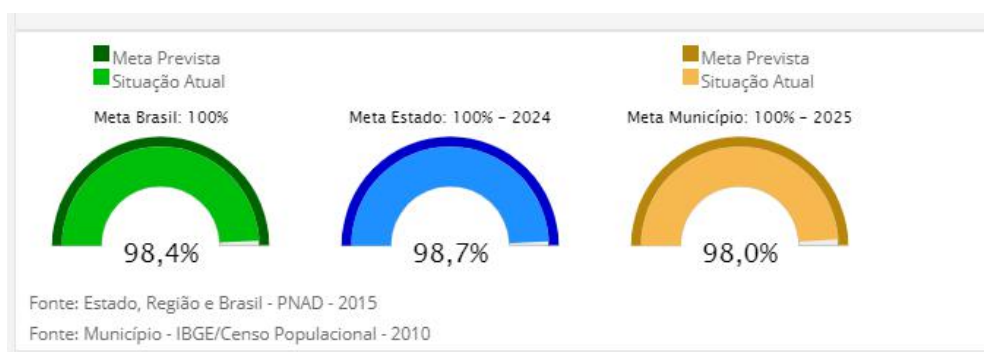 Meta Prevista
Situação Atual
Meta Prevista
Situação Atual
Meta Brasil: 100%
Meta Estado: 100% - 2024
Meta Município: 100% - 2025
98,4%
98,7%
98,0%
Fonte: Estado, Região e Brasil - PNAD - 2015
Fonte: Município - IBGE/Censo Populacional - 2010